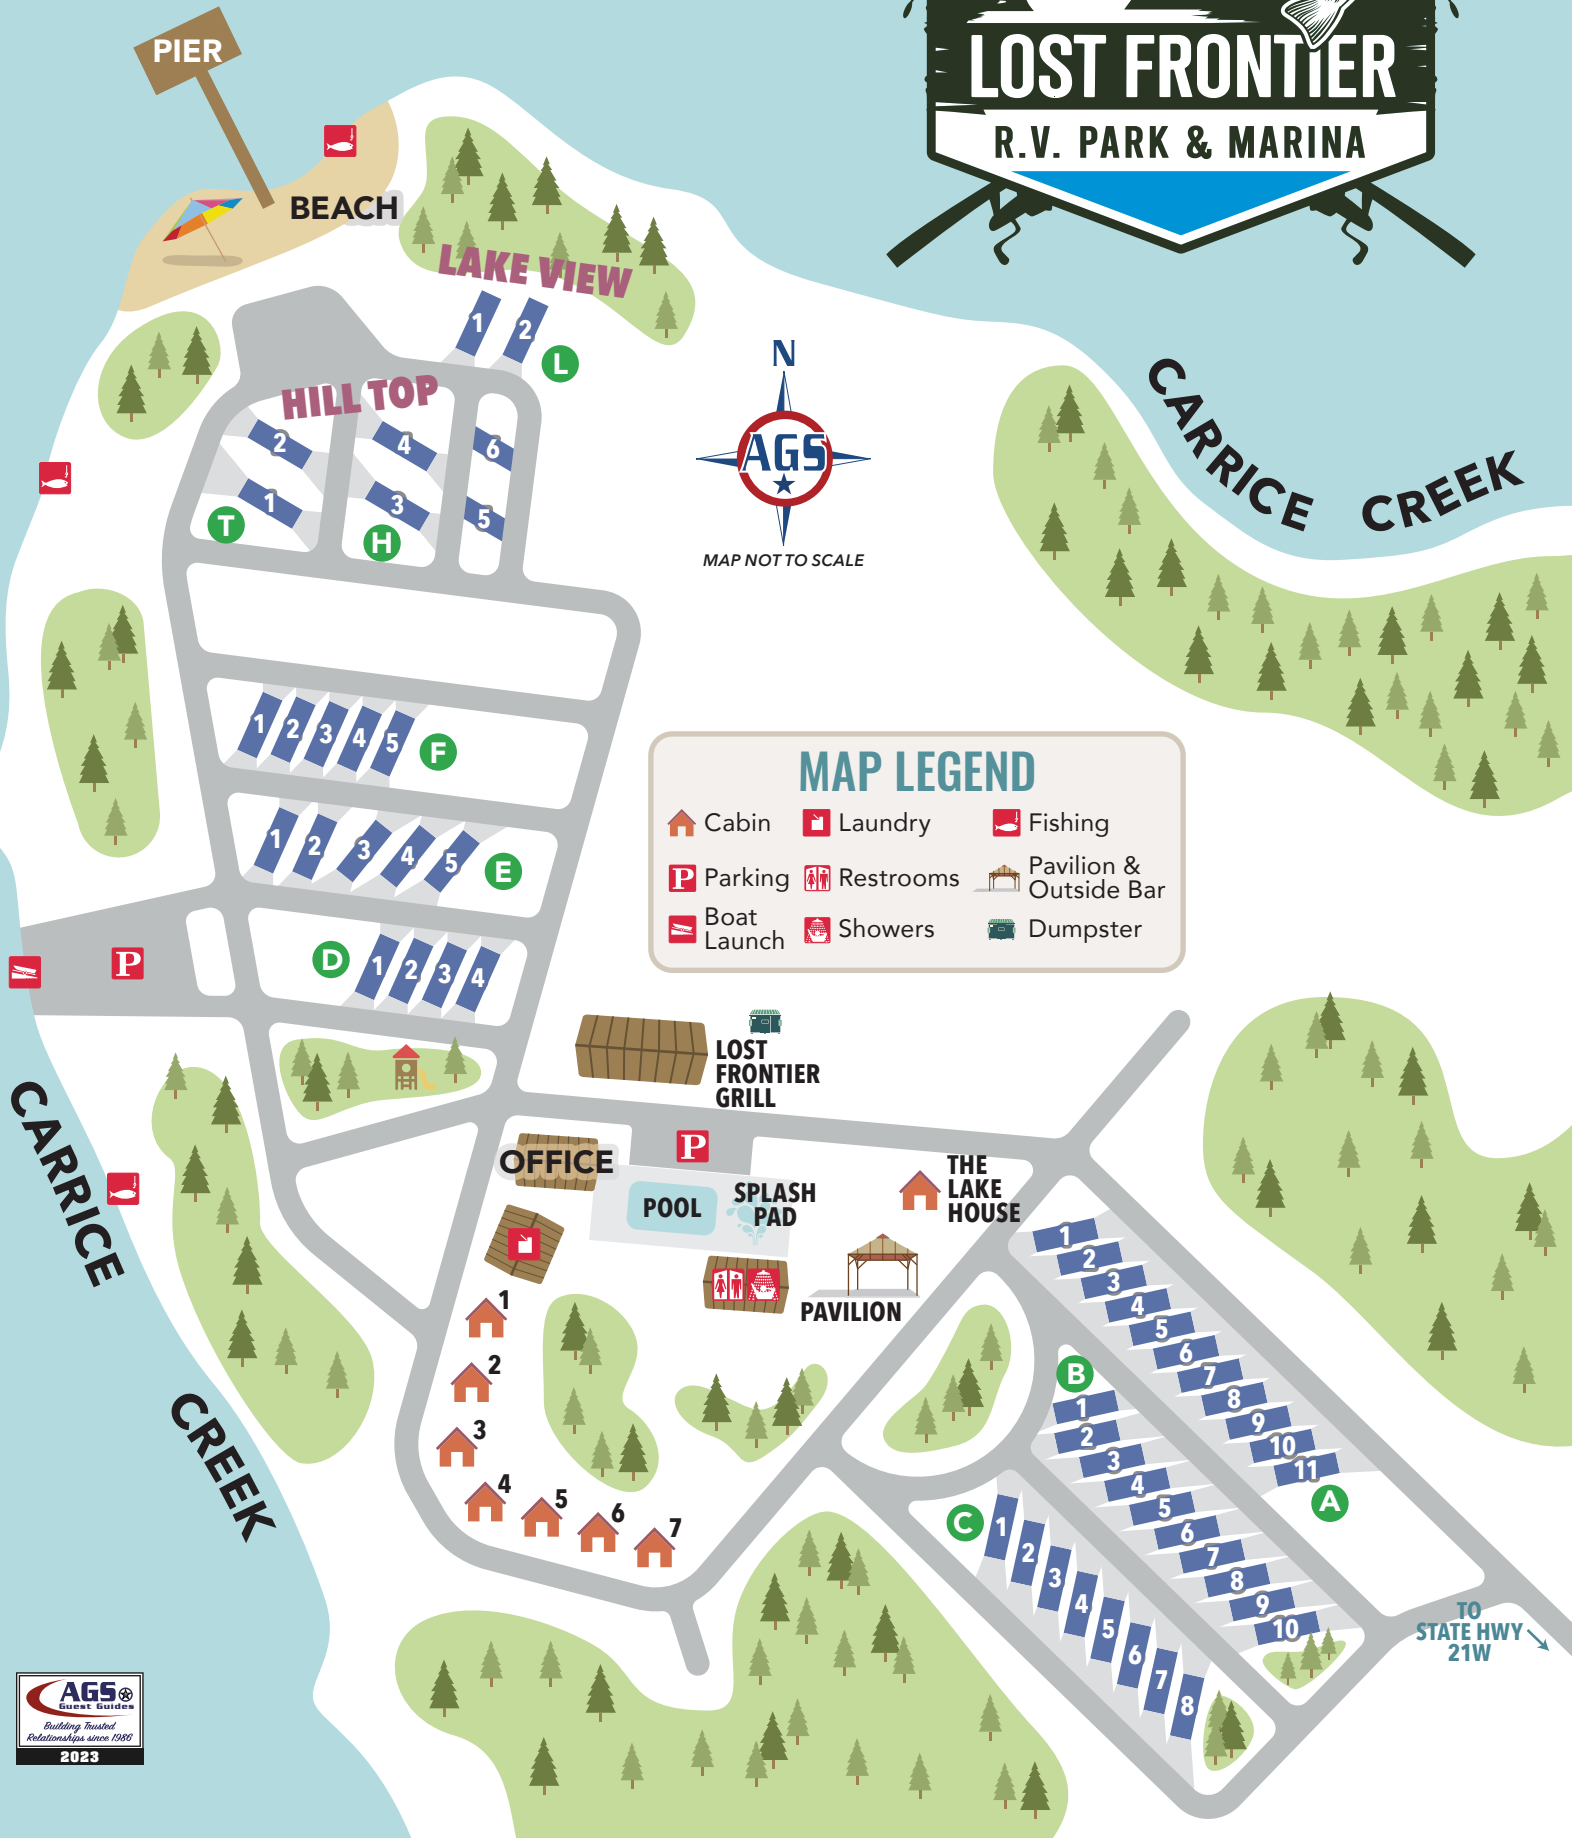 PIER
LOST FRONTIER
R.V. PARK & MARINA
BEACH
LAKE VIEW
1
2
L
HILL TOP
2
4
6
1
3
5
T
H
N
AGS
MAP NOT TO SCALE
CARRICE CREEK
1
2
3
4
5
F
1
2
3
4
5
E
D
1
2
3
4
P
MAP LEGEND
Cabin
Laundry
Fishing
P
Parking
Restrooms
Pavilion &
Outside Bar
Boat
Launch
Showers
Dumpster
LOST
FRONTIER
GRILL
P
OFFICE
POOL
SPLASH
PAD
THE
LAKE
HOUSE
PAVILION
CARRICE
CREEK
1
2
3
4
5
6
7
1
2
3
4
5
6
7
8
9
10
11
A
B
1
2
3
4
5
6
7
8
9
10
C
1
2
3
4
5
6
7
8
TO
STATE HWY
21W
AGS
Guest Guides
Building Trusted
Relationships since 1986
2023